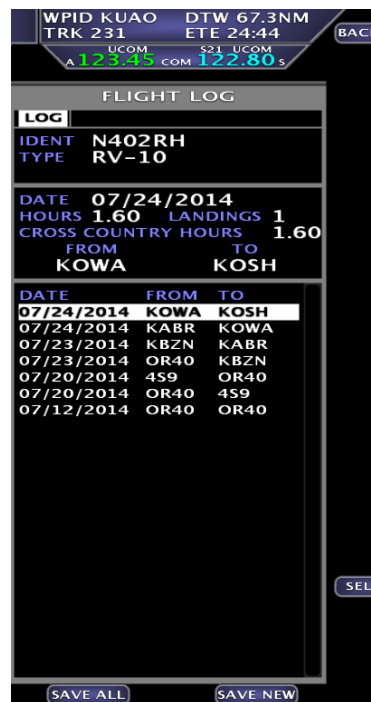 WPID KUAO DTW 67.3NM
TRK 231 ETE 24:44
BAC
UCOM S21 UCOM
A 123.45 COM 122.80 S
FLIGHT LOG
LOG
IDENT N402RH
TYPE RV-10
DATE 07/24/2014
HOURS 1.60 LANDINGS 1
CROSS COUNTRY HOURS 1.60
FROM TO
KOWA KOSH
DATE FROM TO
07/24/2014 KOWA KOSH
07/24/2014 KABR KOWA
07/23/2014 KBZN KABR
07/23/2014 OR40 KBZN
07/20/2014 4S9 OR40
07/20/2014 OR40 4S9
07/12/2014 OR40 OR40
SEL
SAVE ALL SAVE NEW